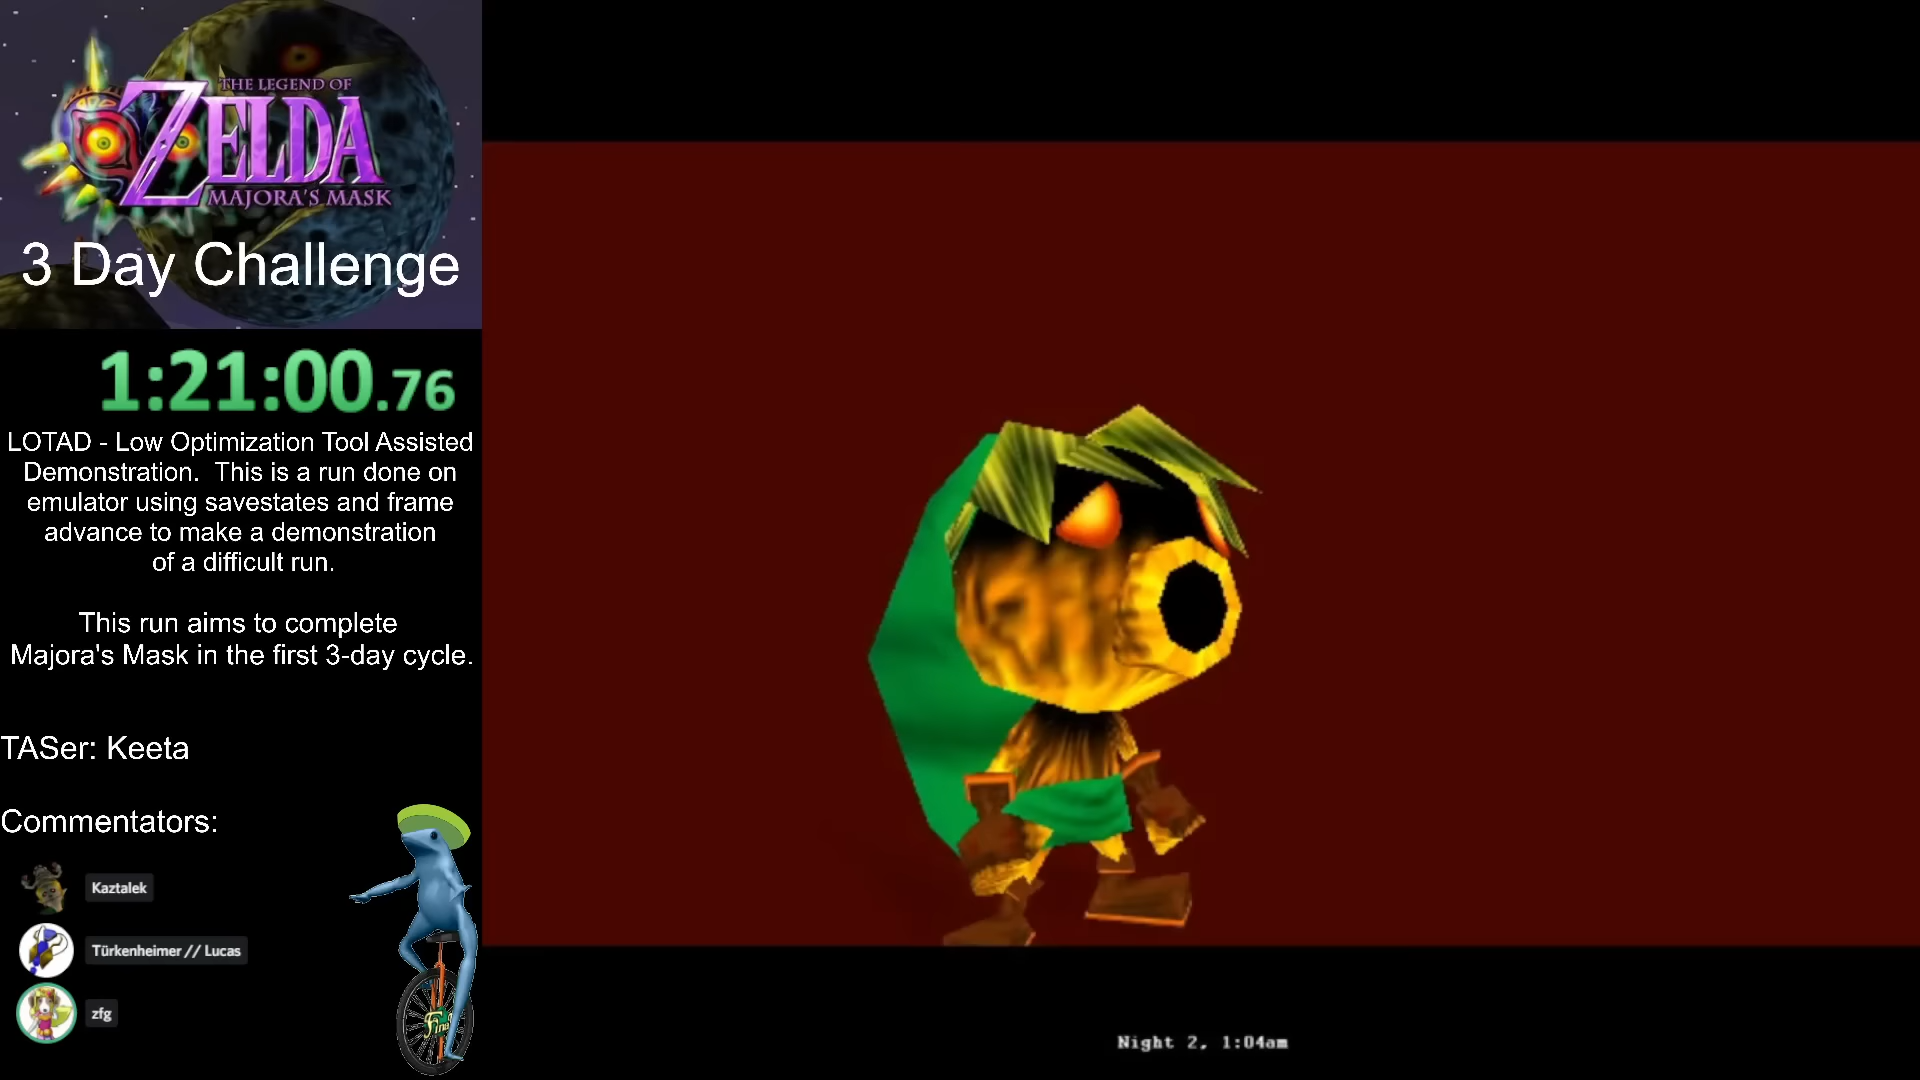 THE LEGEND OF
ZELDA
MAJORA'S MASK
3 Day Challenge
1:21:00.76
LOTAD - Low Optimization Tool Assisted
Demonstration. This is a run done on
emulator using savestates and frame
advance to make a demonstration
of a difficult run.
This run aims to complete
Majora's Mask in the first 3-day cycle.
TASer: Keeta
Commentators:
Kaztalek
Türkenheimer // Lucas
zfg
Night 2, 1:04am